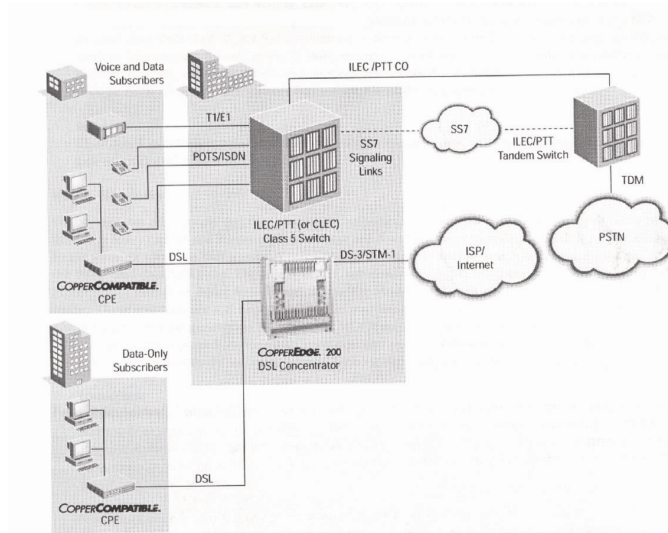 Voice and Data
Subscribers
ILEC /PTT CO
T1/E1
POTS/ISDN
SS7
Signaling
Links
SS7
ILEC/PTT
Tandem Switch
TDM
PSTN
ILEC/PTT (or CLEC)
Class 5 Switch
DSL
COPPERCOMPATIBLE.
CPE
DS-3/STM-1
ISP/
Internet
COPPEREDGE. 200
DSL Concentrator
Data-Only
Subscribers
DSL
COPPERCOMPATIBLE.
CPE